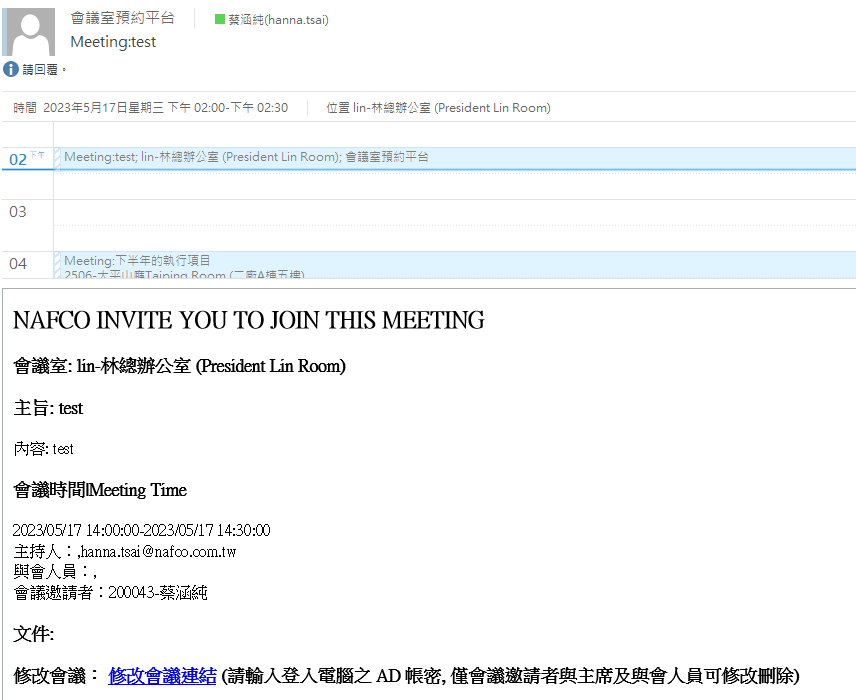 會議室預約平台
蔡涵純(hanna.tsai)
Meeting:test
請回覆。
時間 2023年5月17日星期三 下午 02:00-下午 02:30 位置 lin-林總辦公室 (President Lin Room)
02 下午 Meeting:test; lin-林總辦公室 (President Lin Room); 會議室預約平台
03
04 Meeting:下半年的執行項目
2506-太平山廳Taiping Room (二廠A棟五樓)
NAFCO INVITE YOU TO JOIN THIS MEETING
會議室: lin-林總辦公室 (President Lin Room)
主旨: test
內容: test
會議時間|Meeting Time
2023/05/17 14:00:00-2023/05/17 14:30:00
主持人：,hanna.tsai@nafco.com.tw
與會人員：,
會議邀請者：200043-蔡涵純
文件:
修改會議： 修改會議連結 (請輸入登入電腦之 AD 帳密, 僅會議邀請者與主席及與會人員可修改刪除)